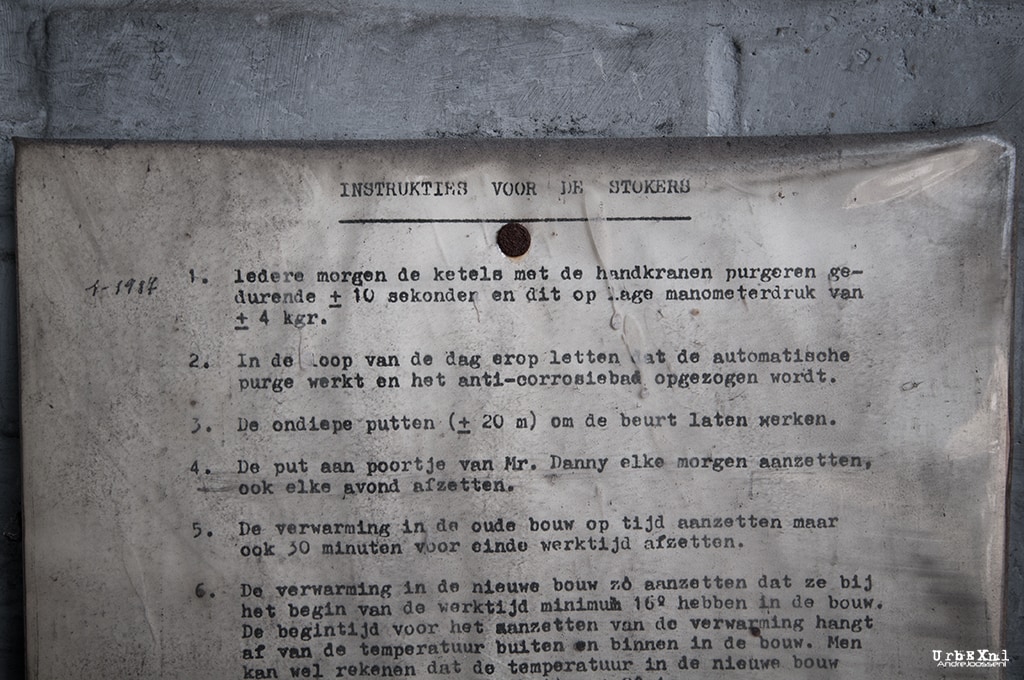 INSTRUKTIES VOOR DE STOKERS
1-1987
1. Iedere morgen de ketels met de handkranen purgeren ge-
durende ± 10 sekonden en dit op lage manometerdruk van
± 4 kgr.
2. In de loop van de dag erop letten dat de automatische
purge werkt en het anti-corrosiebad opgezogen wordt.
3. De ondiepe putten (± 20 m) om de beurt laten werken.
4. De put aan poortje van Mr. Danny elke morgen aanzetten,
ook elke avond afzetten.
5. De verwarming in de oude bouw op tijd aanzetten maar
ook 30 minuten voor einde werktijd afzetten.
6. De verwarming in de nieuwe bouw zó aanzetten dat ze bij
het begin van de werktijd minimum 16º hebben in de bouw.
De begintijd voor het aanzetten van de verwarming hangt
af van de temperatuur buiten en binnen in de bouw. Men
kan wel rekenen dat de temperatuur in de nieuwe bouw
UrbEXnl
AndreJoosse.nl